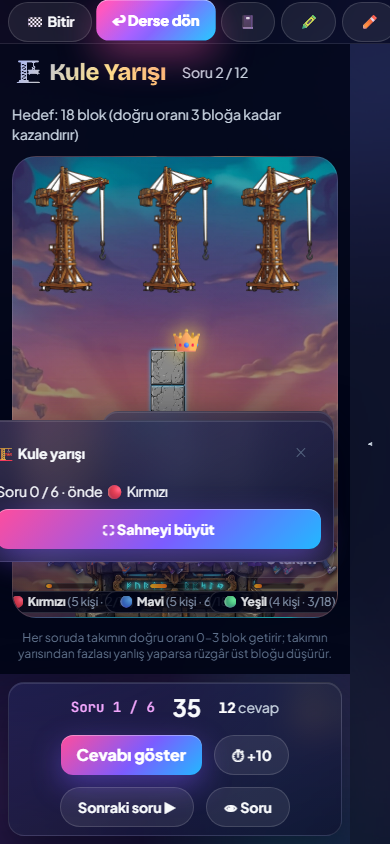 Bitir
Derse dön
Kule Yarışı Soru 2 / 12
Hedef: 18 blok (doğru oranı 3 bloğa kadar
kazandırır)
Kule yarışı
Soru 0 / 6 · önde Kırmızı
Sahneyi büyüt
Kırmızı (5 kişi · Mavi (5 kişi · 6 Yeşil (4 kişi · 3/18)
Her soruda takımın doğru oranı 0–3 blok getirir; takımın
yarısından fazlası yanlış yaparsa rüzgâr üst bloğu düşürür.
Soru 1 / 6 35 12 cevap
Cevabı göster +10
Sonraki soru Soru